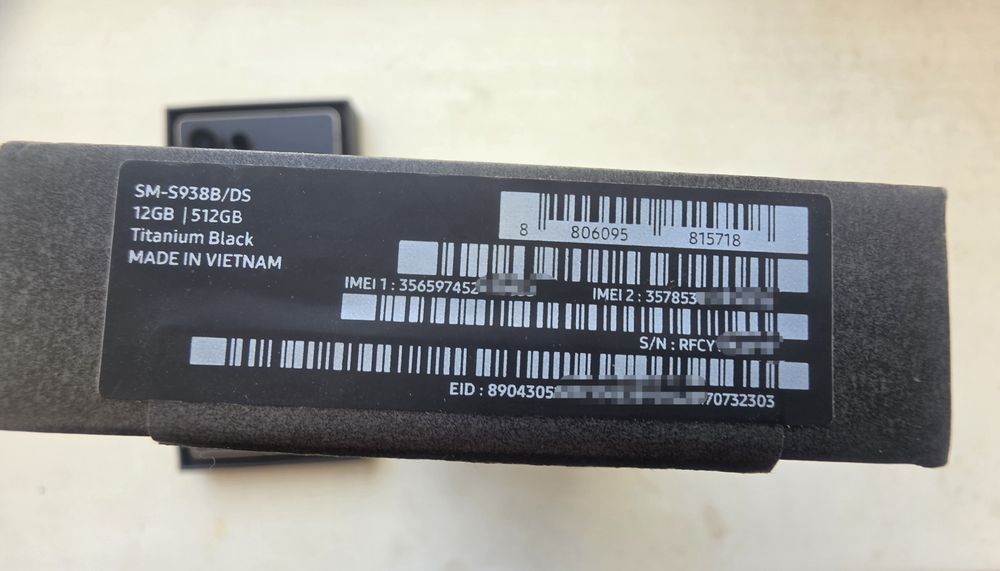 SM-S938B/DS
12GB | 512GB
Titanium Black
MADE IN VIETNAM
8 806095 815718
IMEI 1 : 356597452
IMEI 2 : 357853
S/N : RFCY
EID : 8904305 70732303